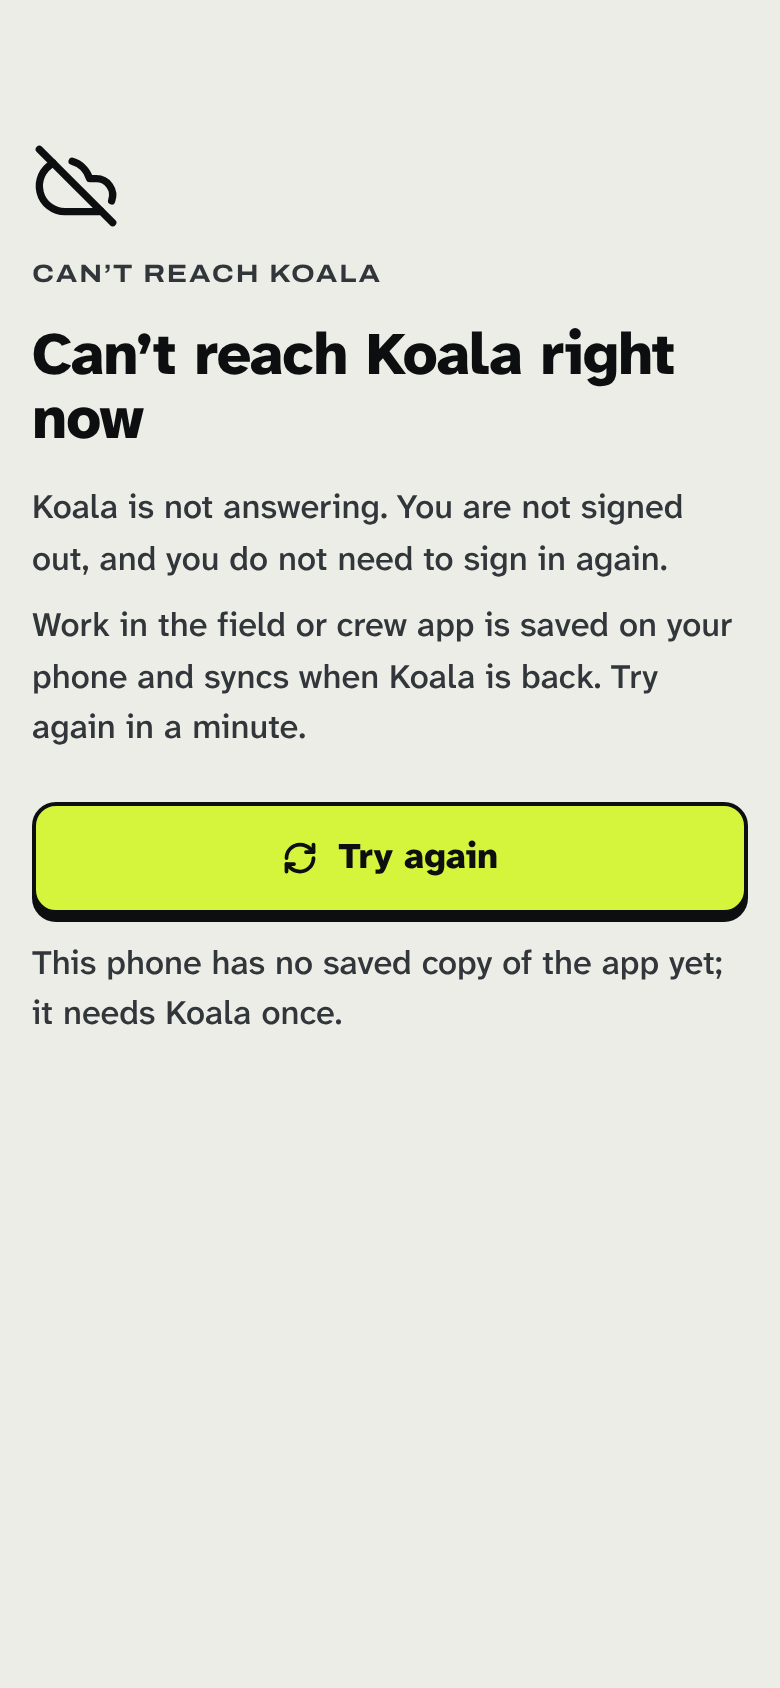 CAN’T REACH KOALA
Can’t reach Koala right
now
Koala is not answering. You are not signed
out, and you do not need to sign in again.
Work in the field or crew app is saved on your
phone and syncs when Koala is back. Try
again in a minute.
Try again
This phone has no saved copy of the app yet;
it needs Koala once.